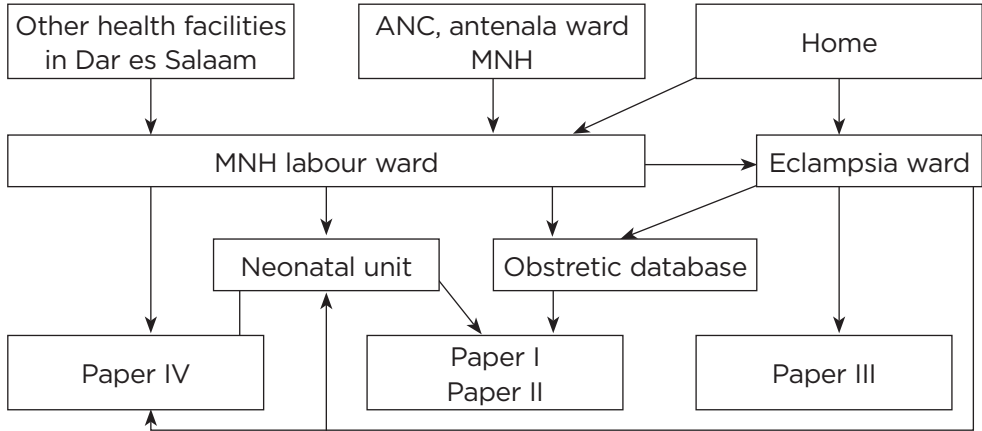 Other health facilities
in Dar es Salaam
ANC, antenala ward
MNH
Home
MNH labour ward
Eclampsia ward
Neonatal unit
Obstretic database
Paper IV
Paper I
Paper II
Paper III